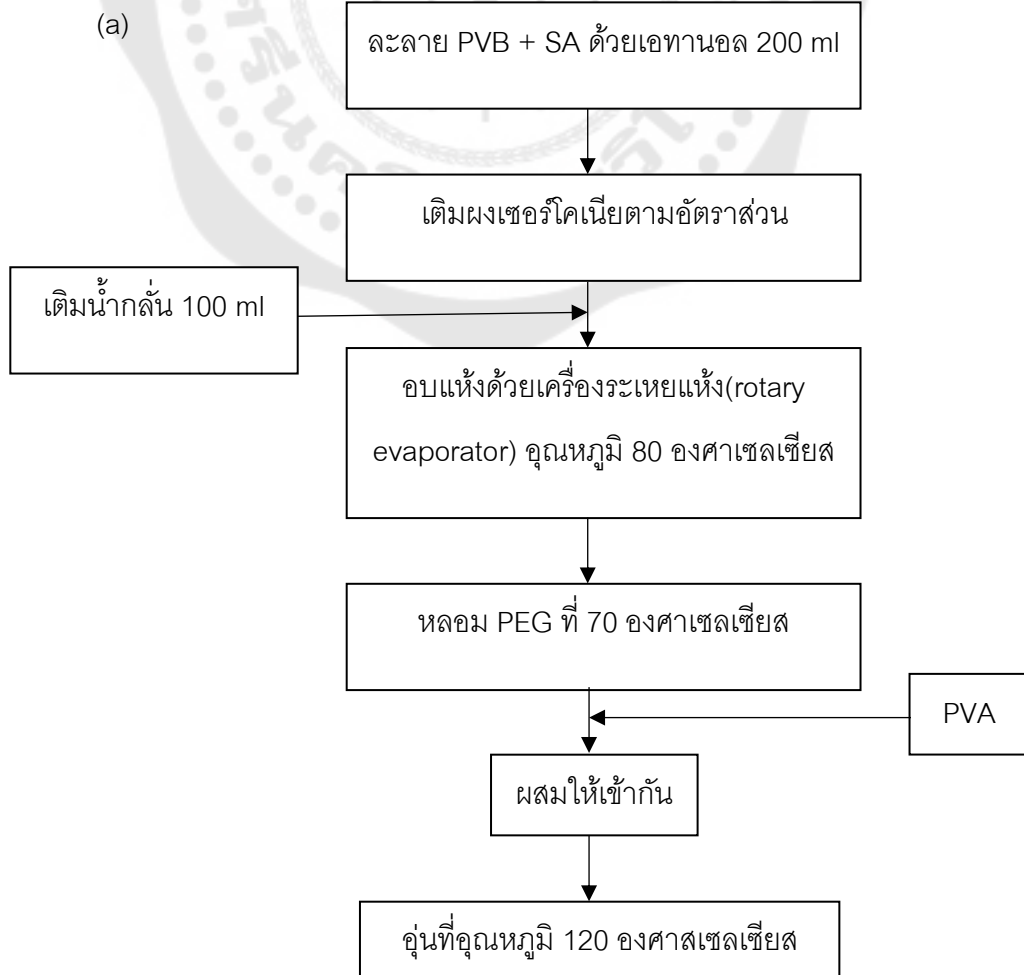 (a)
ละลาย PVB + SA ด้วยเอทานอล 200 ml
เติมผงเซอร์โคเนียตามอัตราส่วน
เติมน้ำกลั่น 100 ml
อบแห้งด้วยเครื่องระเหยแห้ง(rotary
evaporator) อุณหภูมิ 80 องศาเซลเซียส
หลอม PEG ที่ 70 องศาเซลเซียส
PVA
ผสมให้เข้ากัน
อุ่นที่อุณหภูมิ 120 องศาสเซลเซียส